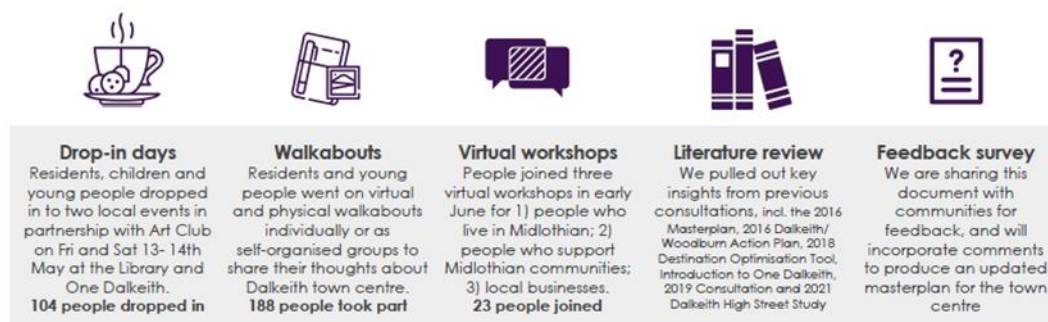 ?
Drop-in days
Residents, children and
young people dropped
in to two local events in
partnership with Art Club
on Fri and Sat 13- 14th
May at the Library and
One Dalkeith.
104 people dropped in
Walkabouts
Residents and young
people went on virtual
and physical walkabouts
individually or as
self-organised groups to
share their thoughts about
Dalkeith town centre.
188 people took part
Virtual workshops
People joined three
virtual workshops in early
June for 1) people who
live in Midlothian; 2)
people who support
Midlothian communities;
3) local businesses.
23 people joined
Literature review
We pulled out key
insights from previous
consultations, incl. the 2016
Masterplan, 2016 Dalkeith/
Woodburn Action Plan, 2018
Destination Optimisation Tool,
Introduction to One Dalkeith,
2019 Consultation and 2021
Dalkeith High Street Study
Feedback survey
We are sharing this
document with
communities for
feedback, and will
incorporate comments
to produce an updated
masterplan for the town
centre